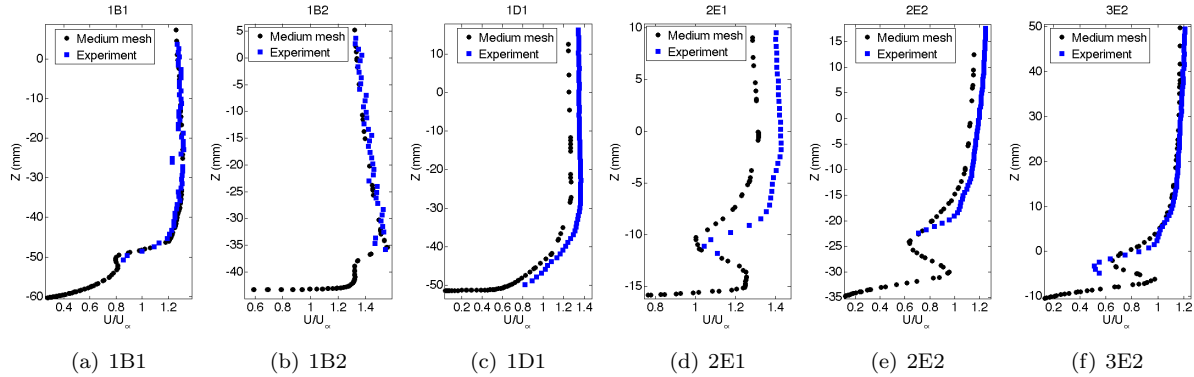 1B1
Medium mesh
Experiment
0
-10
-20
-30
-40
-50
-60
Z (mm)
0.4 0.6 0.8 1 1.2
U/U∞
(a) 1B1
1B2
Medium mesh
Experiment
5
0
-5
-10
-15
-20
-25
-30
-35
-40
Z (mm)
0.6 0.8 1 1.2 1.4
U/U∞
(b) 1B2
1D1
Medium mesh
Experiment
10
0
-10
-20
-30
-40
-50
Z (mm)
0.2 0.4 0.6 0.8 1 1.2 1.4
U/U∞
(c) 1D1
2E1
Medium mesh
Experiment
10
5
0
-5
-10
-15
Z (mm)
0.8 1 1.2 1.4
U/U∞
(d) 2E1
2E2
Medium mesh
Experiment
15
10
5
0
-5
-10
-15
-20
-25
-30
-35
Z (mm)
0.2 0.4 0.6 0.8 1 1.2
U/U∞
(e) 2E2
3E2
Medium mesh
Experiment
50
40
30
20
10
0
-10
Z (mm)
0.2 0.4 0.6 0.8 1 1.2
U/U∞
(f) 3E2